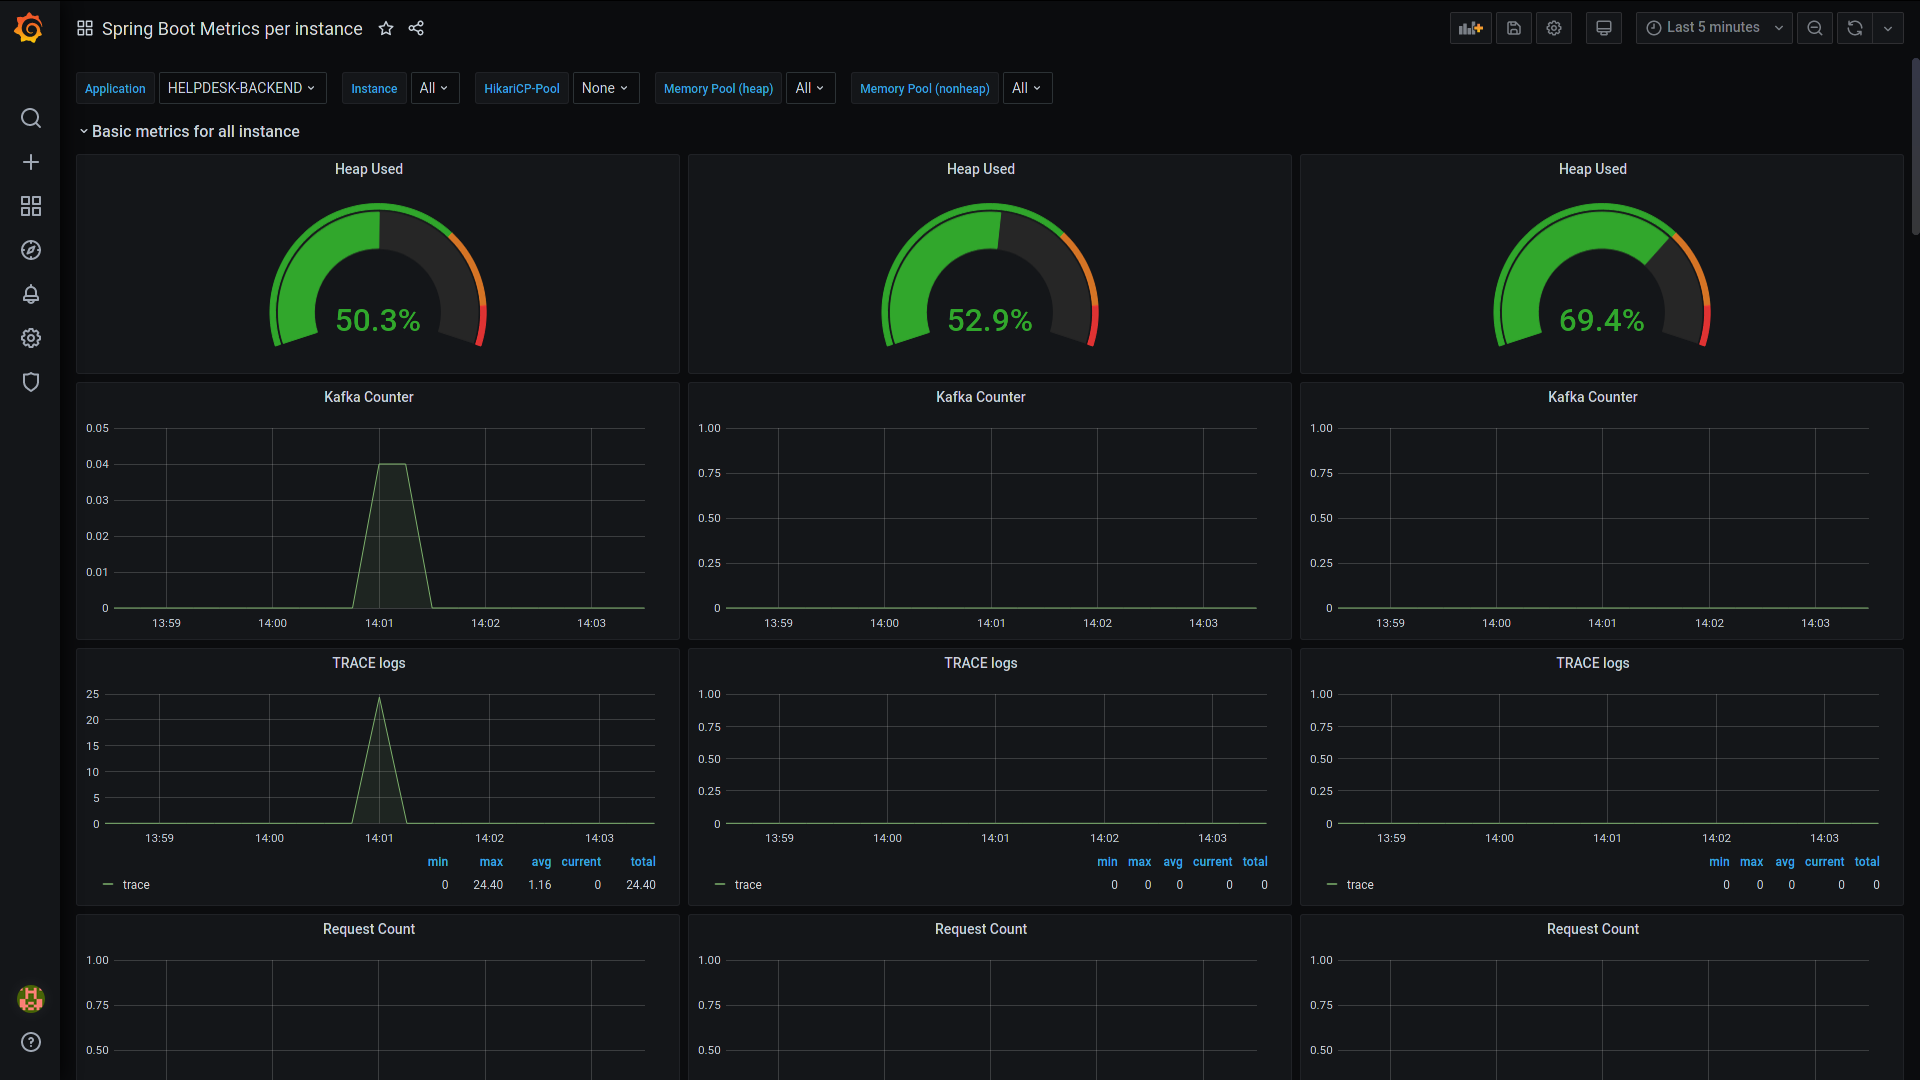 Spring Boot Metrics per instance
Last 5 minutes
Application HELPDESK-BACKEND Instance All HikariCP-Pool None Memory Pool (heap) All Memory Pool (nonheap) All
Basic metrics for all instance
Heap Used
50.3%
Heap Used
52.9%
Heap Used
69.4%
Kafka Counter
0.05
0.04
0.03
0.02
0.01
0
13:59 14:00 14:01 14:02 14:03
Kafka Counter
1.00
0.75
0.50
0.25
0
13:59 14:00 14:01 14:02 14:03
Kafka Counter
1.00
0.75
0.50
0.25
0
13:59 14:00 14:01 14:02 14:03
TRACE logs
25
20
15
10
5
0
13:59 14:00 14:01 14:02 14:03
min max avg current total
trace 0 24.40 1.16 0 24.40
TRACE logs
1.00
0.75
0.50
0.25
0
13:59 14:00 14:01 14:02 14:03
min max avg current total
trace 0 0 0 0 0
TRACE logs
1.00
0.75
0.50
0.25
0
13:59 14:00 14:01 14:02 14:03
min max avg current total
trace 0 0 0 0 0
Request Count
1.00
0.75
0.50
Request Count
1.00
0.75
0.50
Request Count
1.00
0.75
0.50